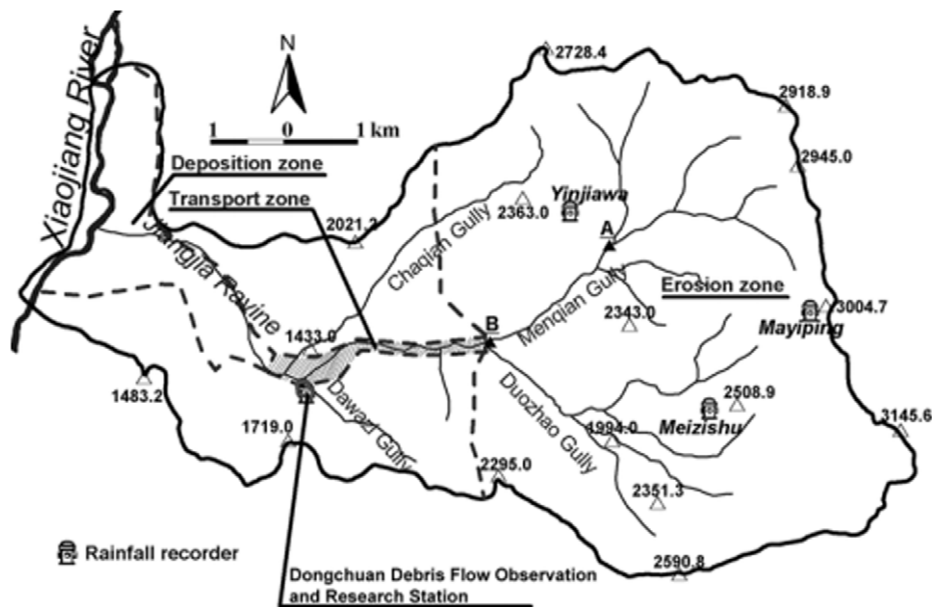 2728.4
N
2918.9
1 0 1 km
Xiaojiang River
Deposition zone
2945.0
Transport zone
Yinjiawa
2363.0
2021.2
A
Jiangjia Ravine
Chaqian Gully
Menqian Gully
Erosion zone
3004.7
Mayiping
B
2343.0
1433.0
1483.2
Dawazi Gully
Duozhao Gully
2508.9
Meizishu
1719.0
1994.0
3145.6
2295.0
2351.3
Rainfall recorder
2590.8
Dongchuan Debris Flow Observation
and Research Station